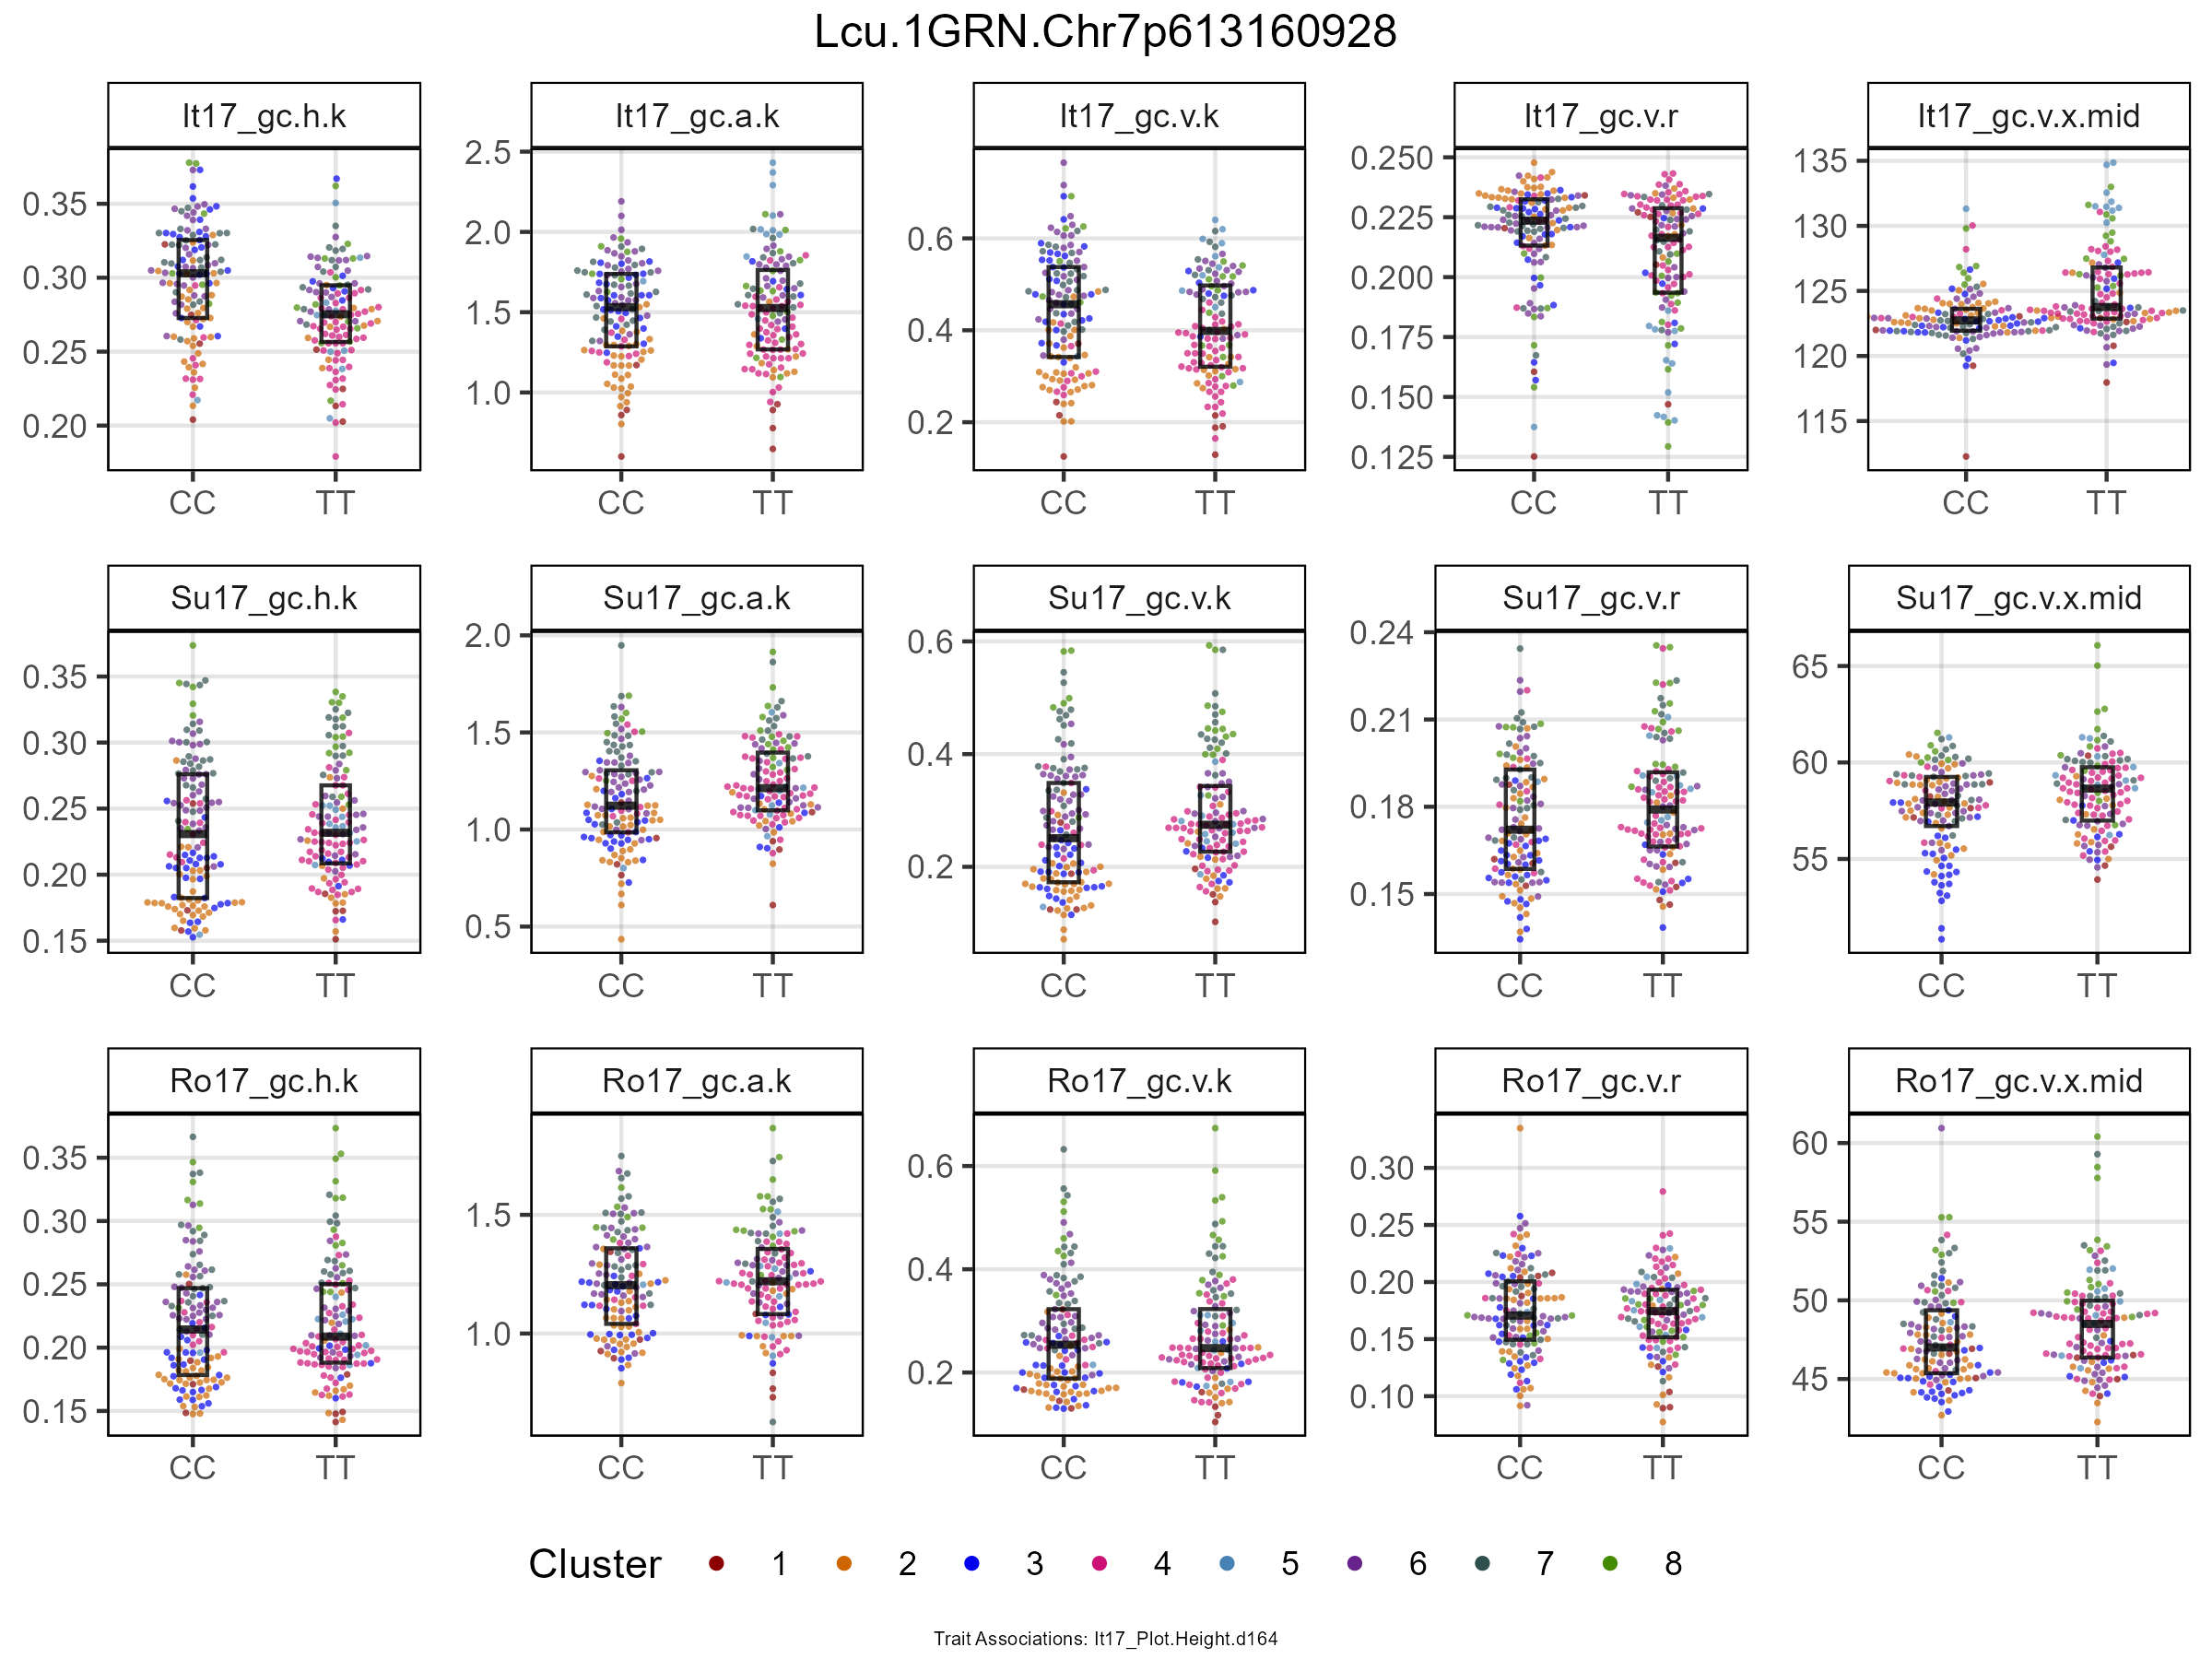 Lcu.1GRN.Chr7p613160928
It17_gc.h.k
It17_gc.a.k
It17_gc.v.k
It17_gc.v.r
It17_gc.v.x.mid
0.35
0.30
0.25
0.20
CC TT
2.5
2.0
1.5
1.0
CC TT
0.6
0.4
0.2
CC TT
0.250
0.225
0.200
0.175
0.150
0.125
CC TT
135
130
125
120
115
CC TT
Su17_gc.h.k
Su17_gc.a.k
Su17_gc.v.k
Su17_gc.v.r
Su17_gc.v.x.mid
0.35
0.30
0.25
0.20
0.15
CC TT
2.0
1.5
1.0
0.5
CC TT
0.6
0.4
0.2
CC TT
0.24
0.21
0.18
0.15
CC TT
65
60
55
CC TT
Ro17_gc.h.k
Ro17_gc.a.k
Ro17_gc.v.k
Ro17_gc.v.r
Ro17_gc.v.x.mid
0.35
0.30
0.25
0.20
0.15
CC TT
1.5
1.0
CC TT
0.6
0.4
0.2
CC TT
0.30
0.25
0.20
0.15
0.10
CC TT
60
55
50
45
CC TT
Cluster 1 2 3 4 5 6 7 8
Trait Associations: It17_Plot.Height.d164